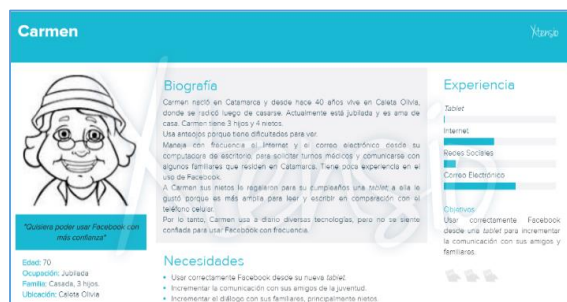 Carmen
Xtensio
Biografía
Carmen nació en Catamarca y desde hace 40 años vive en Caleta Olivia,
donde se radicó luego de casarse. Actualmente está jubilada y es ama de
casa. Carmen tiene 3 hijos y 4 nietos.
Usa anteojos porque tiene dificultades para ver.
Maneja con frecuencia el Internet y el correo electrónico desde su
computadora de escritorio, para solicitar turnos médicos y comunicarse con
algunos familiares que residen en Catamarca. Tiene poca experiencia en el
uso de Facebook.
A Carmen sus nietos le regalaron para su cumpleaños una tablet, a ella le
gustó porque es más amplia para leer y escribir en comparación con el
teléfono celular.
Por lo tanto, Carmen usa a diario diversas tecnologías, pero no se siente
confiada para usar Facebook con frecuencia.
Necesidades
• Usar correctamente Facebook desde su nueva tablet.
• Incrementar la comunicación con sus amigos de la juventud.
• Incrementar el diálogo con sus familiares, principalmente nietos.
"Quisiera poder usar Facebook con
más confianza"
Edad: 70
Ocupación: Jubilada
Familia: Casada, 3 hijos.
Ubicación: Caleta Olivia
Experiencia
Tablet
Internet
Redes Sociales
Correo Electrónico
Objetivos
Usar correctamente Facebook
desde una tablet para incrementar
la comunicación con sus amigos y
familiares.
Xtensio